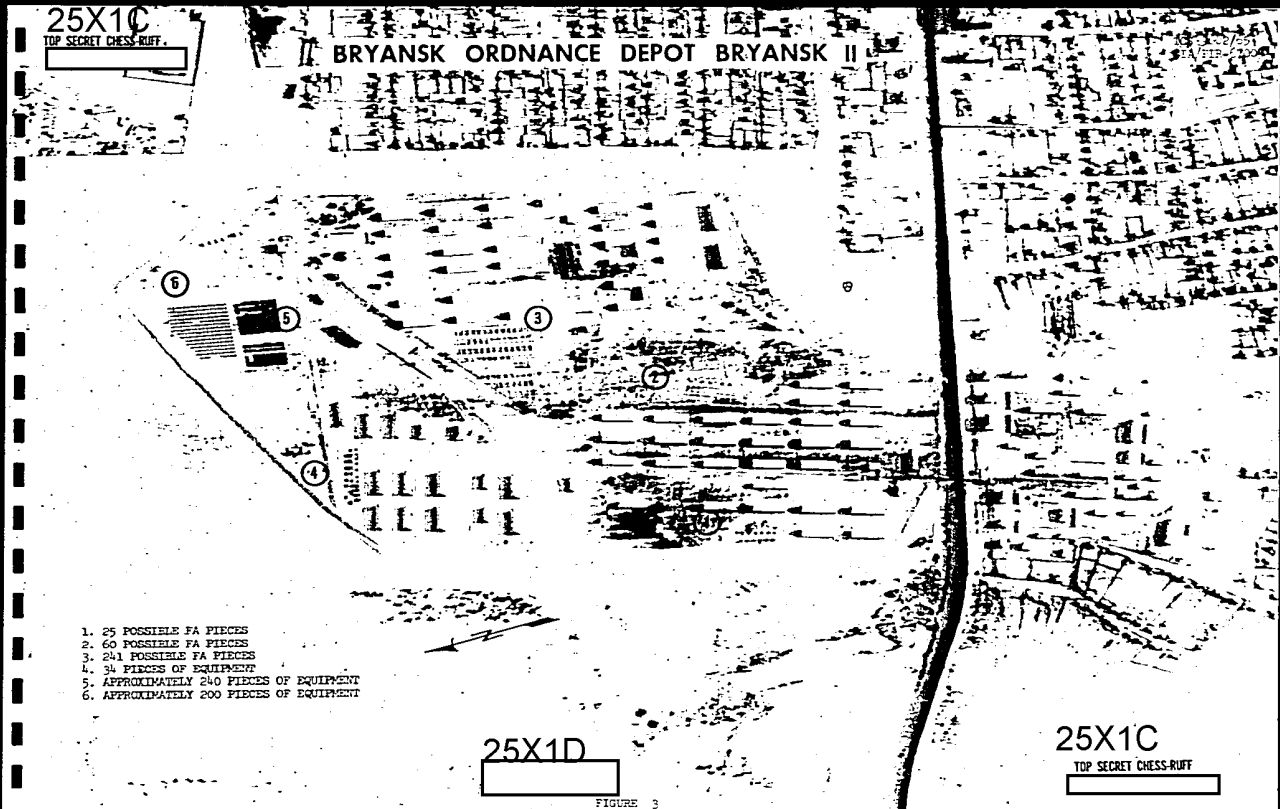 25X1C
TOP SECRET CHESS-RUFF.
BRYANSK ORDNANCE DEPOT BRYANSK II
6
5
3
2
4
1
1. 25 POSSIBLE FA PIECES
2. 60 POSSIBLE FA PIECES
3. 241 POSSIBLE FA PIECES
4. 34 PIECES OF EQUIPMENT
5. APPROXIMATELY 240 PIECES OF EQUIPMENT
6. APPROXIMATELY 200 PIECES OF EQUIPMENT
25X1D
25X1C
TOP SECRET CHESS-RUFF
FIGURE 3